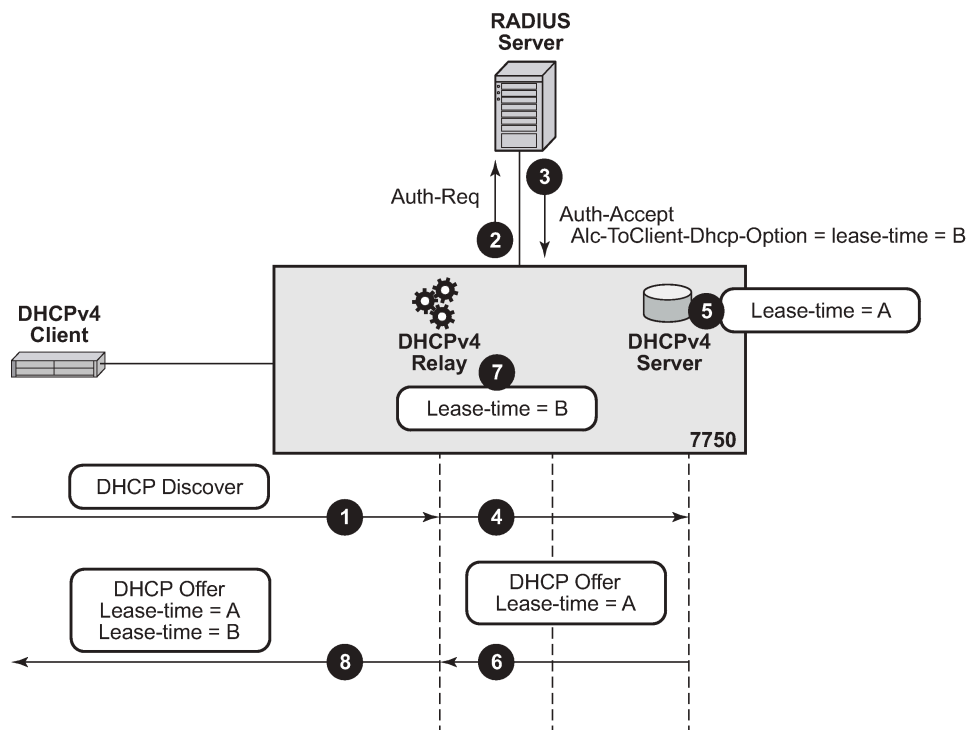 RADIUS
Server
3
Auth-Req
Auth-Accept
2
Alc-ToClient-Dhcp-Option = lease-time = B
DHCPv4
Client
5
Lease-time = A
DHCPv4
Relay
DHCPv4
Server
7
Lease-time = B
7750
DHCP Discover
1
4
DHCP Offer
Lease-time = A
Lease-time = B
DHCP Offer
Lease-time = A
8
6